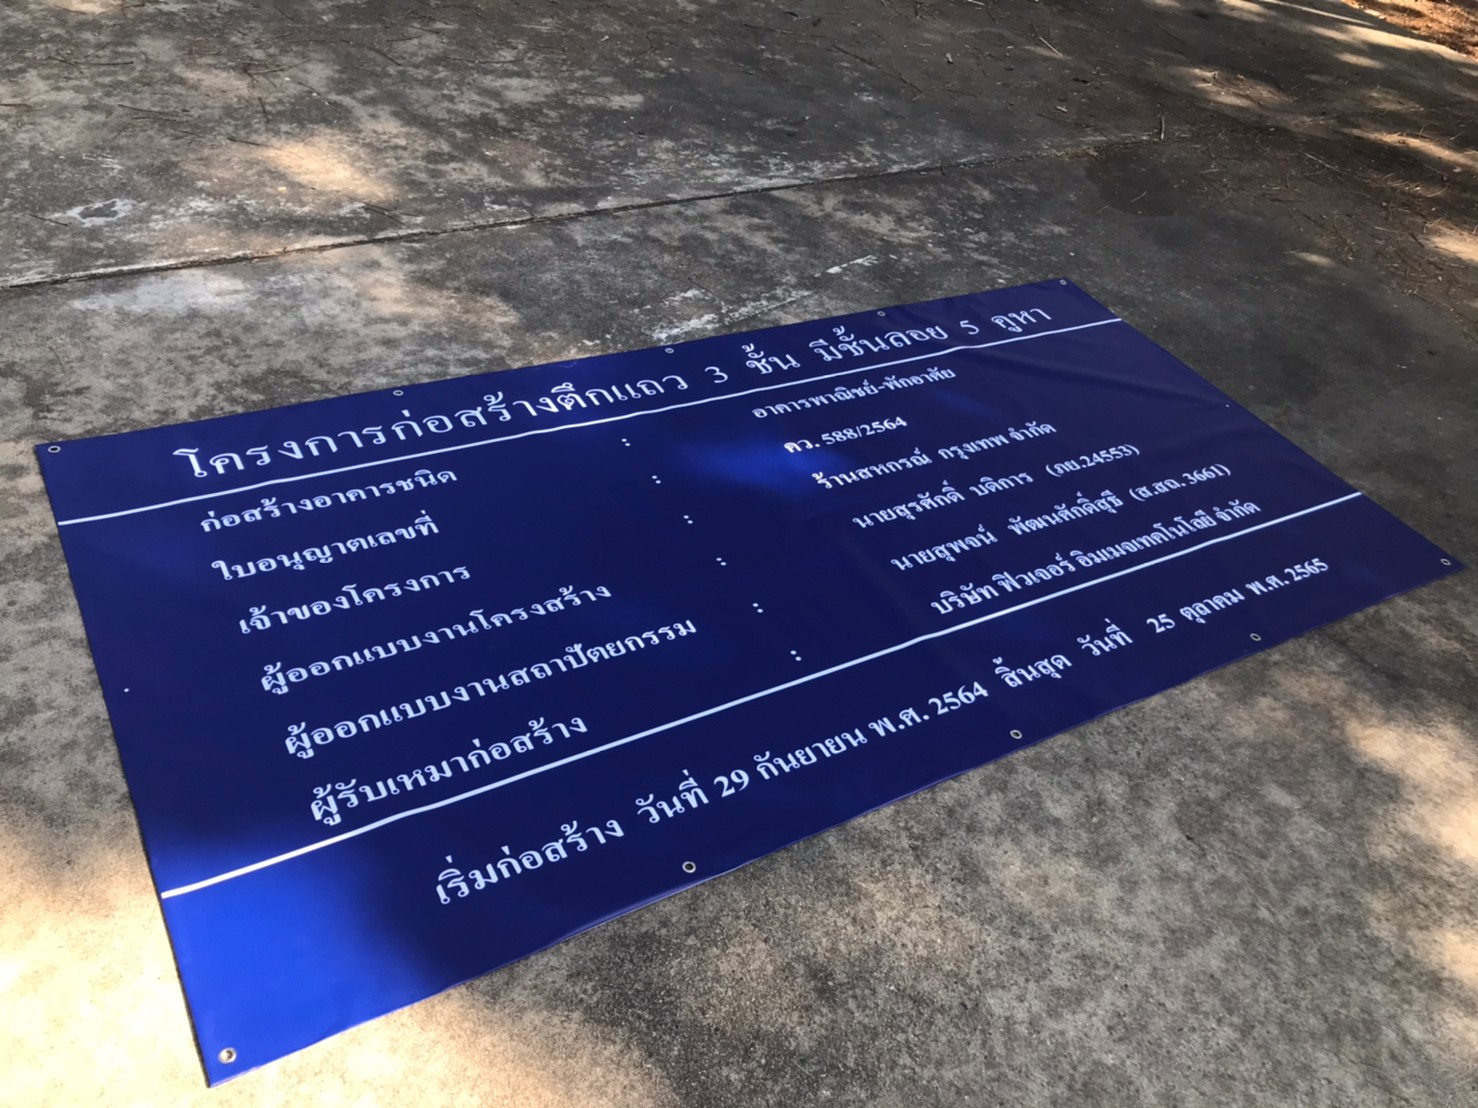 โครงการก่อสร้างตึกแถว 3 ชั้น มีชั้นลอย 5 คูหา
ก่อสร้างอาคารชนิด : อาคารพาณิชย์-พักอาศัย
ใบอนุญาตเลขที่ : คว. 588/2564
เจ้าของโครงการ : ร้านสหกรณ์ กรุงเทพ จำกัด
ผู้ออกแบบงานโครงสร้าง : นายสุรศักดิ์ บดิการ (ภย.24553)
ผู้ออกแบบงานสถาปัตยกรรม : นายสุพจน์ พัฒนศักดิ์สุธี (ส.สถ. 3661)
ผู้รับเหมาก่อสร้าง : บริษัท ฟิวเจอร์ อิมเมจเทคโนโลยี จำกัด
เริ่มก่อสร้าง วันที่ 29 กันยายน พ.ศ. 2564 สิ้นสุด วันที่ 25 ตุลาคม พ.ศ. 2565